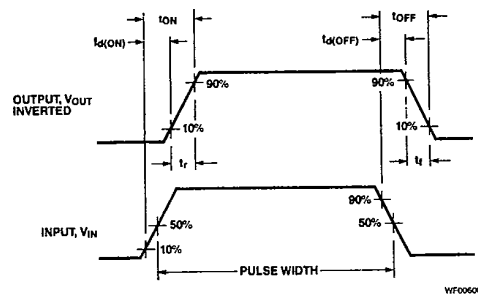 tON
tOFF
td(ON)
td(OFF)
90%
90%
OUTPUT, VOUT
INVERTED
10%
10%
tr
tf
90%
50%
50%
INPUT, VIN
10%
PULSE WIDTH